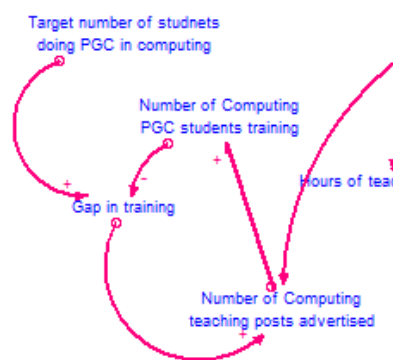 Target number of studnets
doing PGC in computing
Number of Computing
PGC students training
+
+
-
Hours of
Gap in training
Number of Computing
teaching posts advertised
+